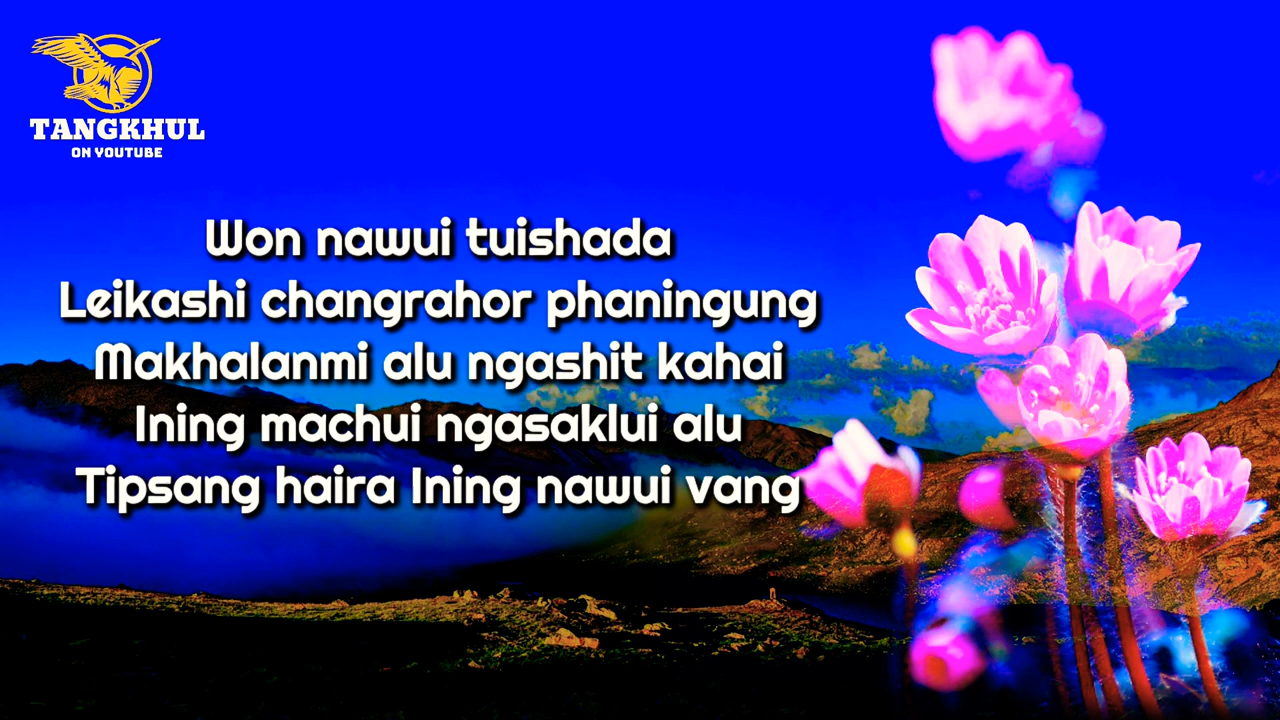 TANGKHUL
ON YOUTUBE
Won nawui tuishada
Leikashi changrahor phaningung
Makhalanmi alu ngashit kahai
Ining machui ngasaklui alu
Tipsang haira Ining nawui vang